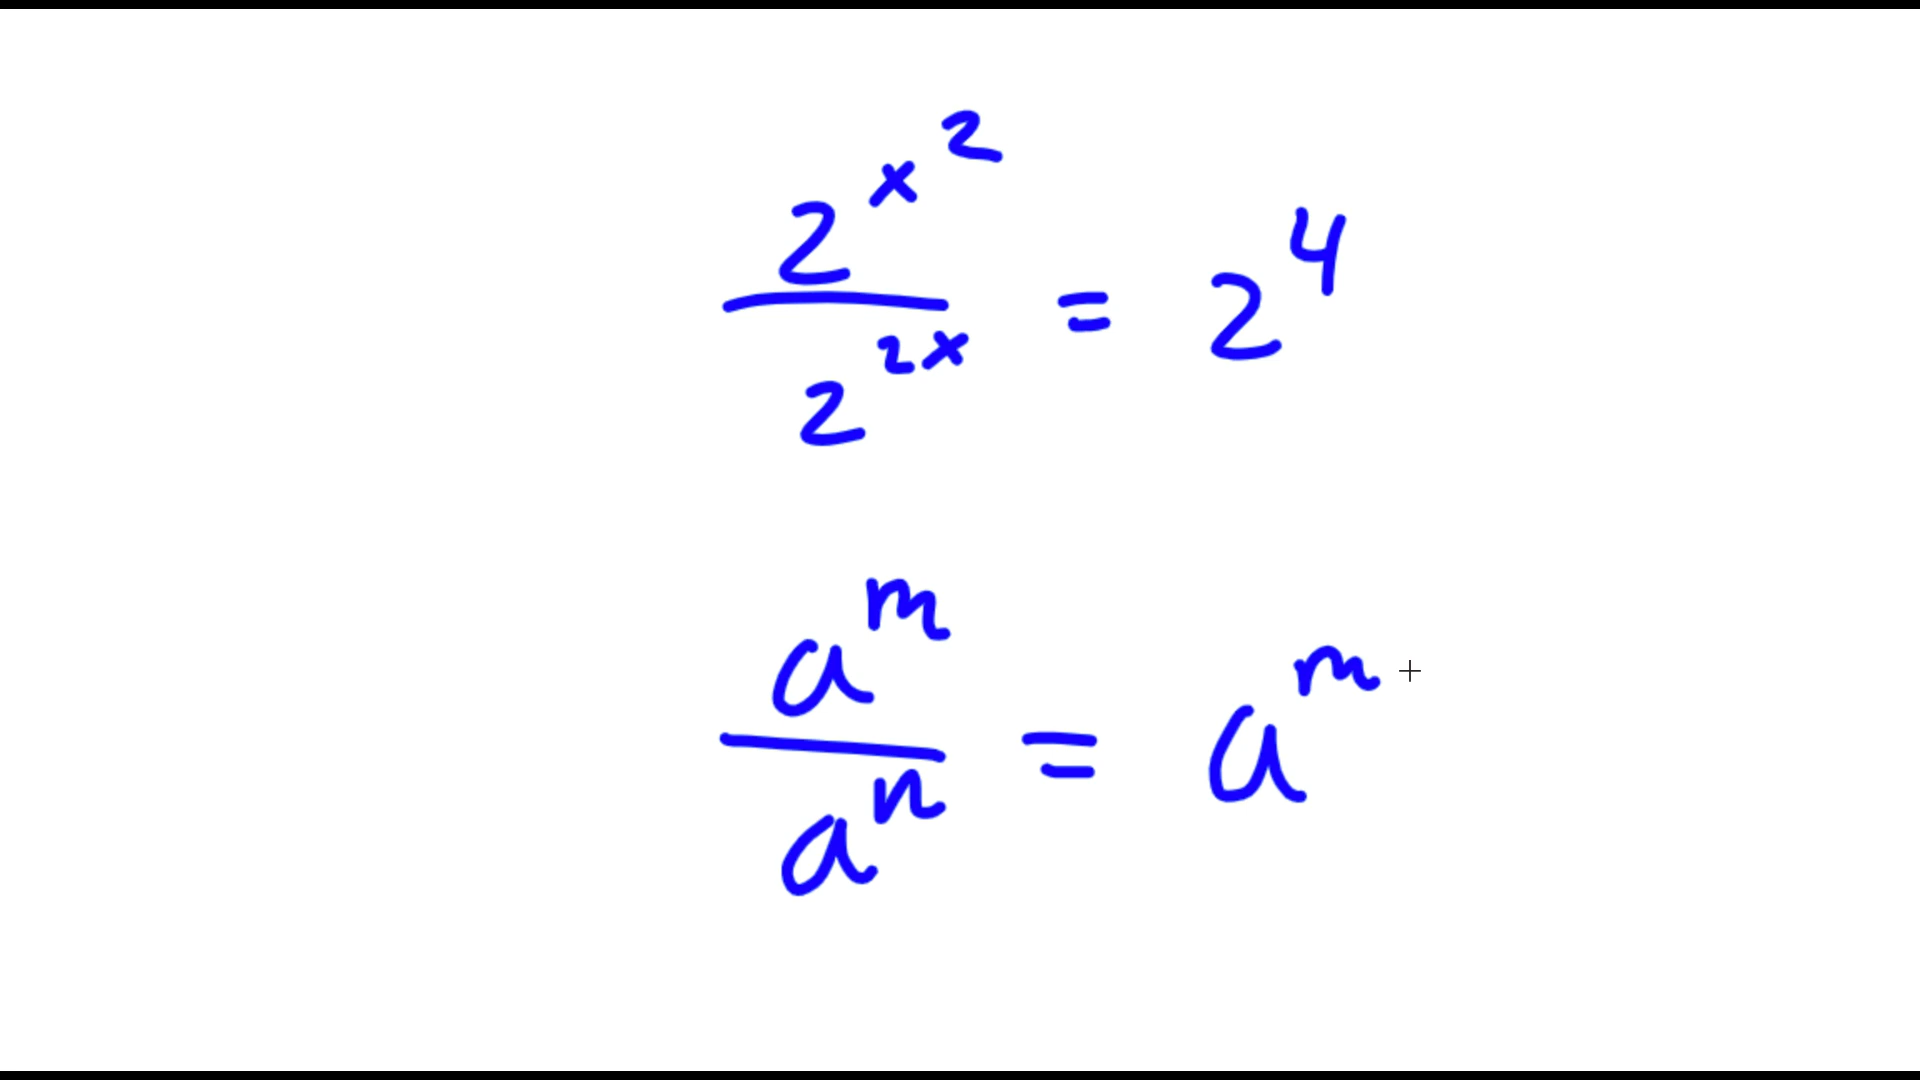 2^{x^2} / 2^{2x} = 2^4
a^m / a^n = a^m